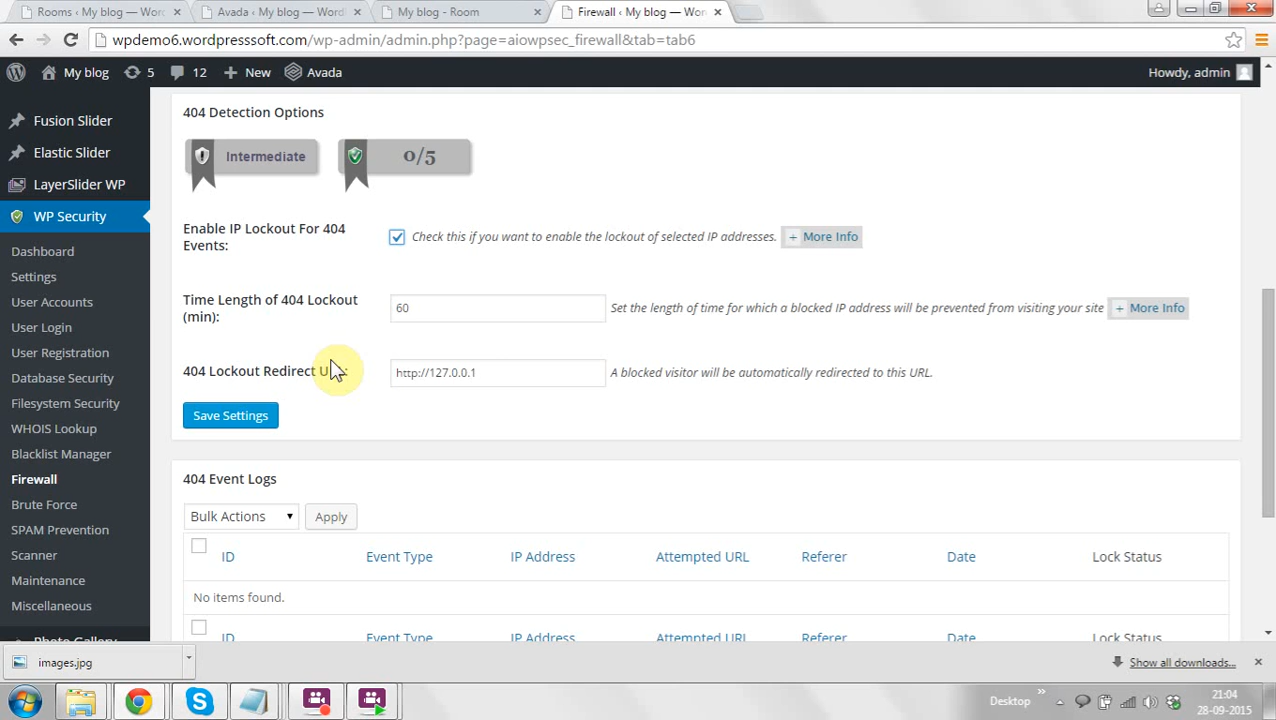 Rooms ‹ My blog — Wor
Avada ‹ My blog — Wordl
My blog - Room
Firewall ‹ My blog — Wor
wpdemo6.wordpresssoft.com/wp-admin/admin.php?page=aiowpsec_firewall&tab=tab6
My blog 5 12 New Avada Howdy, admin
Fusion Slider
Elastic Slider
LayerSlider WP
WP Security
Dashboard
Settings
User Accounts
User Login
User Registration
Database Security
Filesystem Security
WHOIS Lookup
Blacklist Manager
Firewall
Brute Force
SPAM Prevention
Scanner
Maintenance
Miscellaneous
Photo Gallery
404 Detection Options
Intermediate 0/5
Enable IP Lockout For 404
Events:
Check this if you want to enable the lockout of selected IP addresses. + More Info
Time Length of 404 Lockout
(min):
60 Set the length of time for which a blocked IP address will be prevented from visiting your site + More Info
404 Lockout Redirect
http://127.0.0.1 A blocked visitor will be automatically redirected to this URL.
Save Settings
404 Event Logs
Bulk Actions Apply
ID Event Type IP Address Attempted URL Referer Date Lock Status
No items found.
ID Event Type IP Address Attempted URL Referer Date Lock Status
images.jpg Show all downloads...
Desktop
21:04
28-09-2015